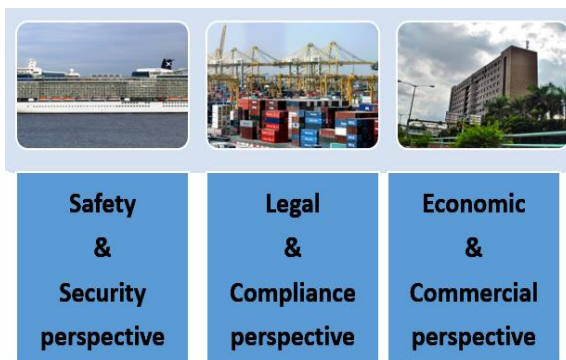 Safety
&
Security
perspective
Legal
&
Compliance
perspective
Economic
&
Commercial
perspective